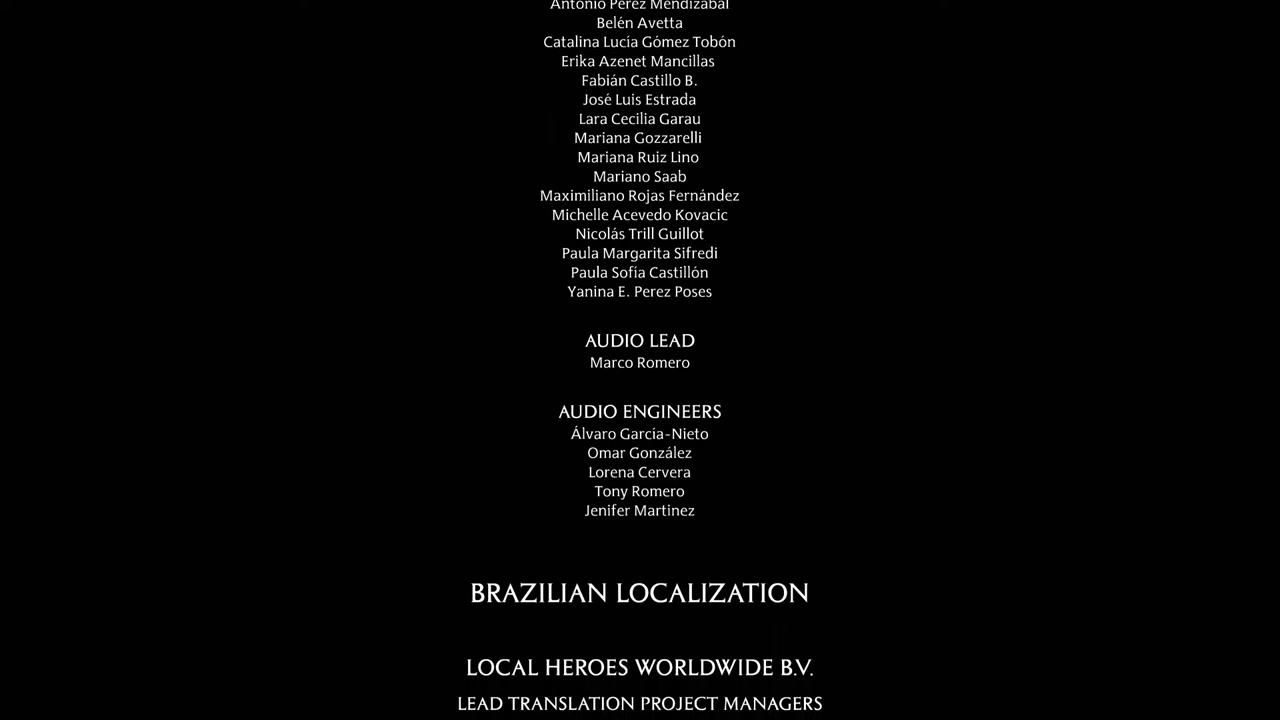 Antonio Pérez Mendizabal
Belén Avetta
Catalina Lucía Gómez Tobón
Erika Azenet Mancillas
Fabián Castillo B.
José Luis Estrada
Lara Cecilia Garau
Mariana Gozzarelli
Mariana Ruiz Lino
Mariano Saab
Maximiliano Rojas Fernández
Michelle Acevedo Kovacic
Nicolás Trill Guillot
Paula Margarita Sifredi
Paula Sofía Castillón
Yanina E. Perez Poses
AUDIO LEAD
Marco Romero
AUDIO ENGINEERS
Álvaro García-Nieto
Omar González
Lorena Cervera
Tony Romero
Jenifer Martinez
BRAZILIAN LOCALIZATION
LOCAL HEROES WORLDWIDE B.V.
LEAD TRANSLATION PROJECT MANAGERS